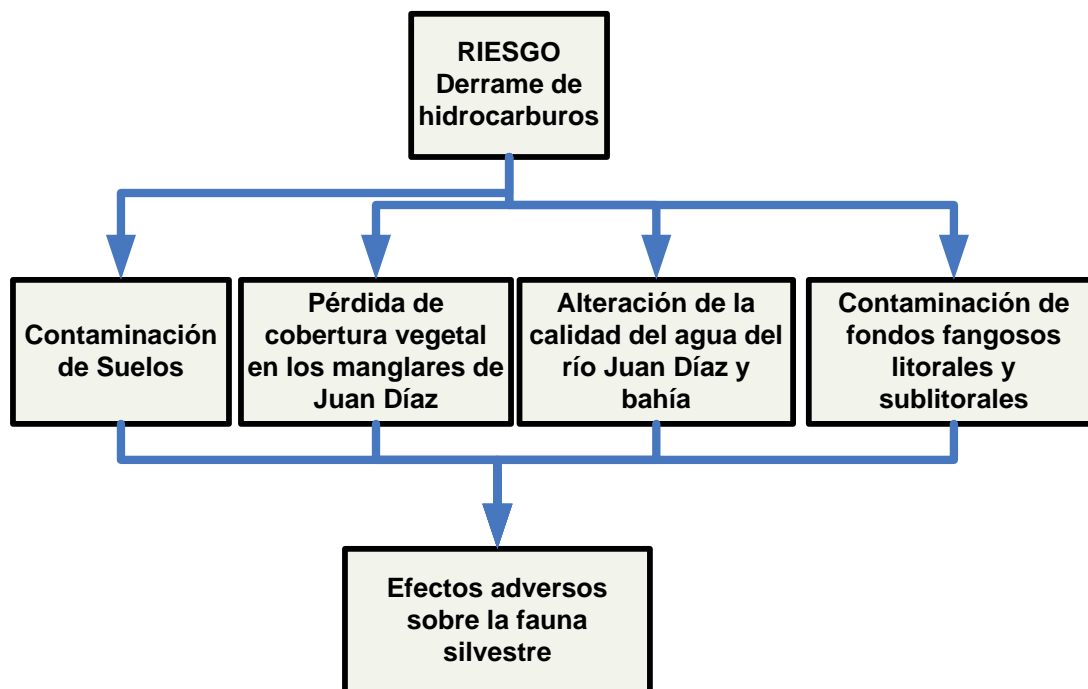 RIESGO
Derrame de
hidrocarburos
Contaminación
de Suelos
Pérdida de
cobertura vegetal
en los manglares de
Juan Díaz
Alteración de la
calidad del agua del
río Juan Díaz y
bahía
Contaminación de
fondos fangosos
litorales y
sublitorales
Efectos adversos
sobre la fauna
silvestre